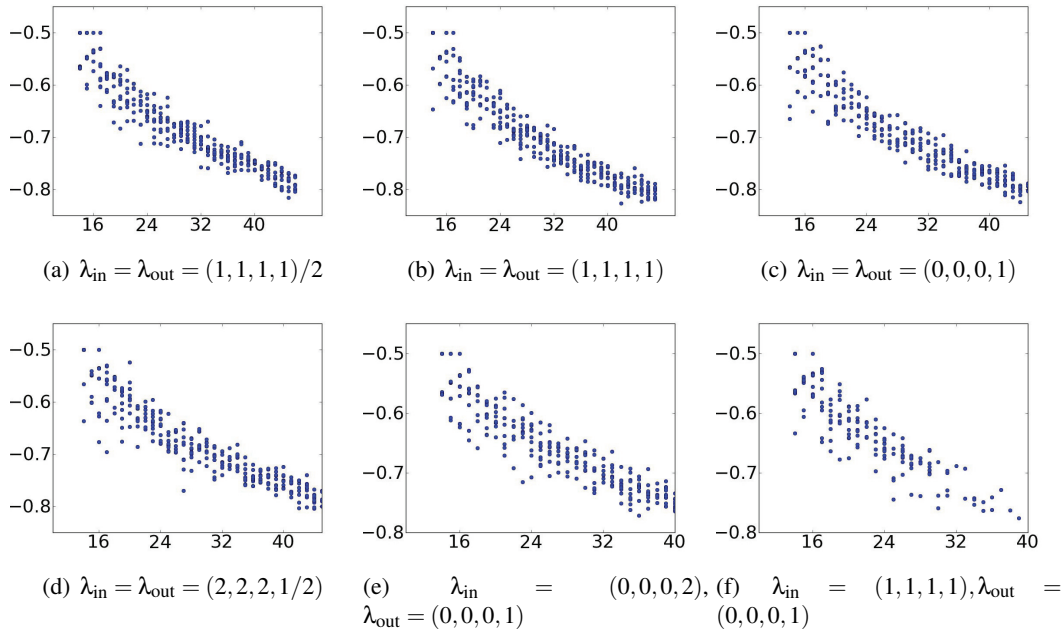 −0.5 −0.5 −0.5
−0.6 −0.6 −0.6
−0.7 −0.7 −0.7
−0.8 −0.8 −0.8
16 24 32 40 16 24 32 40 16 24 32 40
(a) λin = λout = (1,1,1,1)/2 (b) λin = λout = (1,1,1,1) (c) λin = λout = (0,0,0,1)
−0.5 −0.5 −0.5
−0.6 −0.6 −0.6
−0.7 −0.7 −0.7
−0.8 −0.8 −0.8
16 24 32 40 16 24 32 40 16 24 32 40
(d) λin = λout = (2,2,2,1/2) (e) λin = (0,0,0,2), (f) λin = (1,1,1,1),λout =
λout = (0,0,0,1) (0,0,0,1)